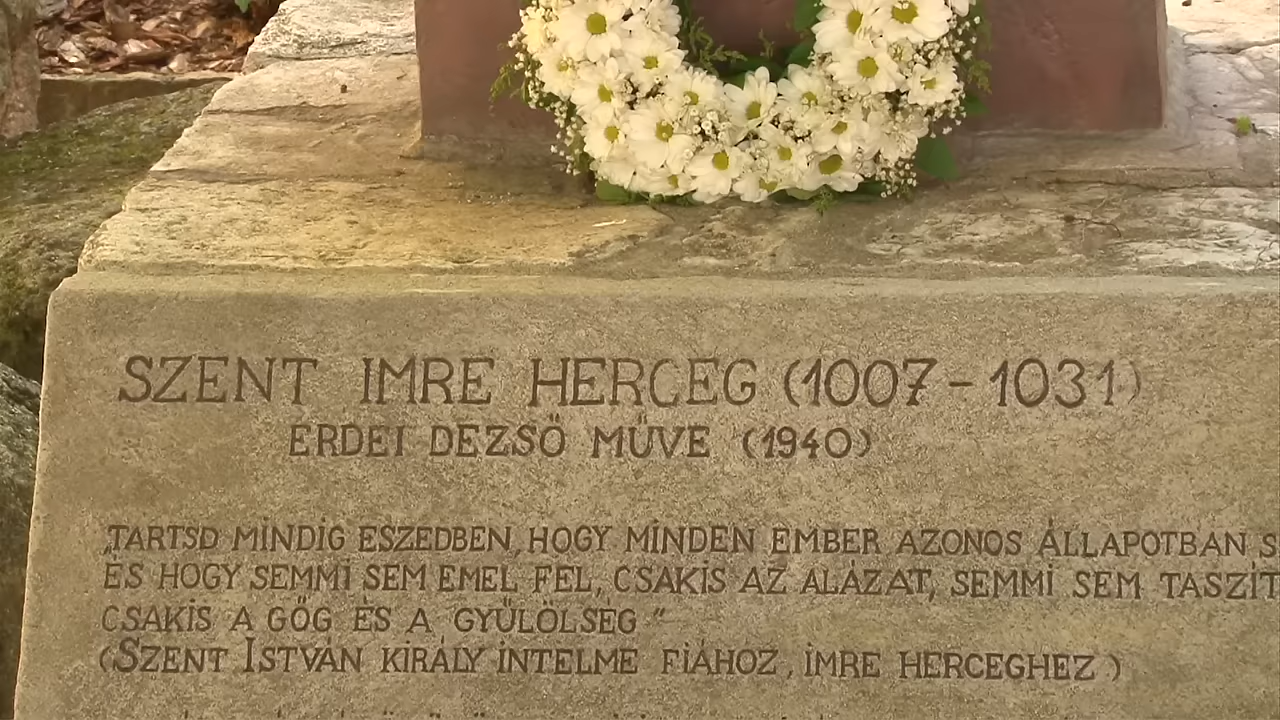 SZENT IMRE HERCEG (1007 - 1031)
ERDEI DEZSŐ MŰVE (1940)
„TARTSD MINDIG ESZEDBEN, HOGY MINDEN EMBER AZONOS ÁLLAPOTBAN
ÉS HOGY SEMMI SEM EMEL FEL, CSAKIS AZ ALÁZAT, SEMMI SEM TASZÍT
CSAKIS A GŐG ÉS A GYŰLÖLSÉG"
(SZENT ISTVÁN KIRÁLY INTELME FIÁHOZ, IMRE HERCEGHEZ)